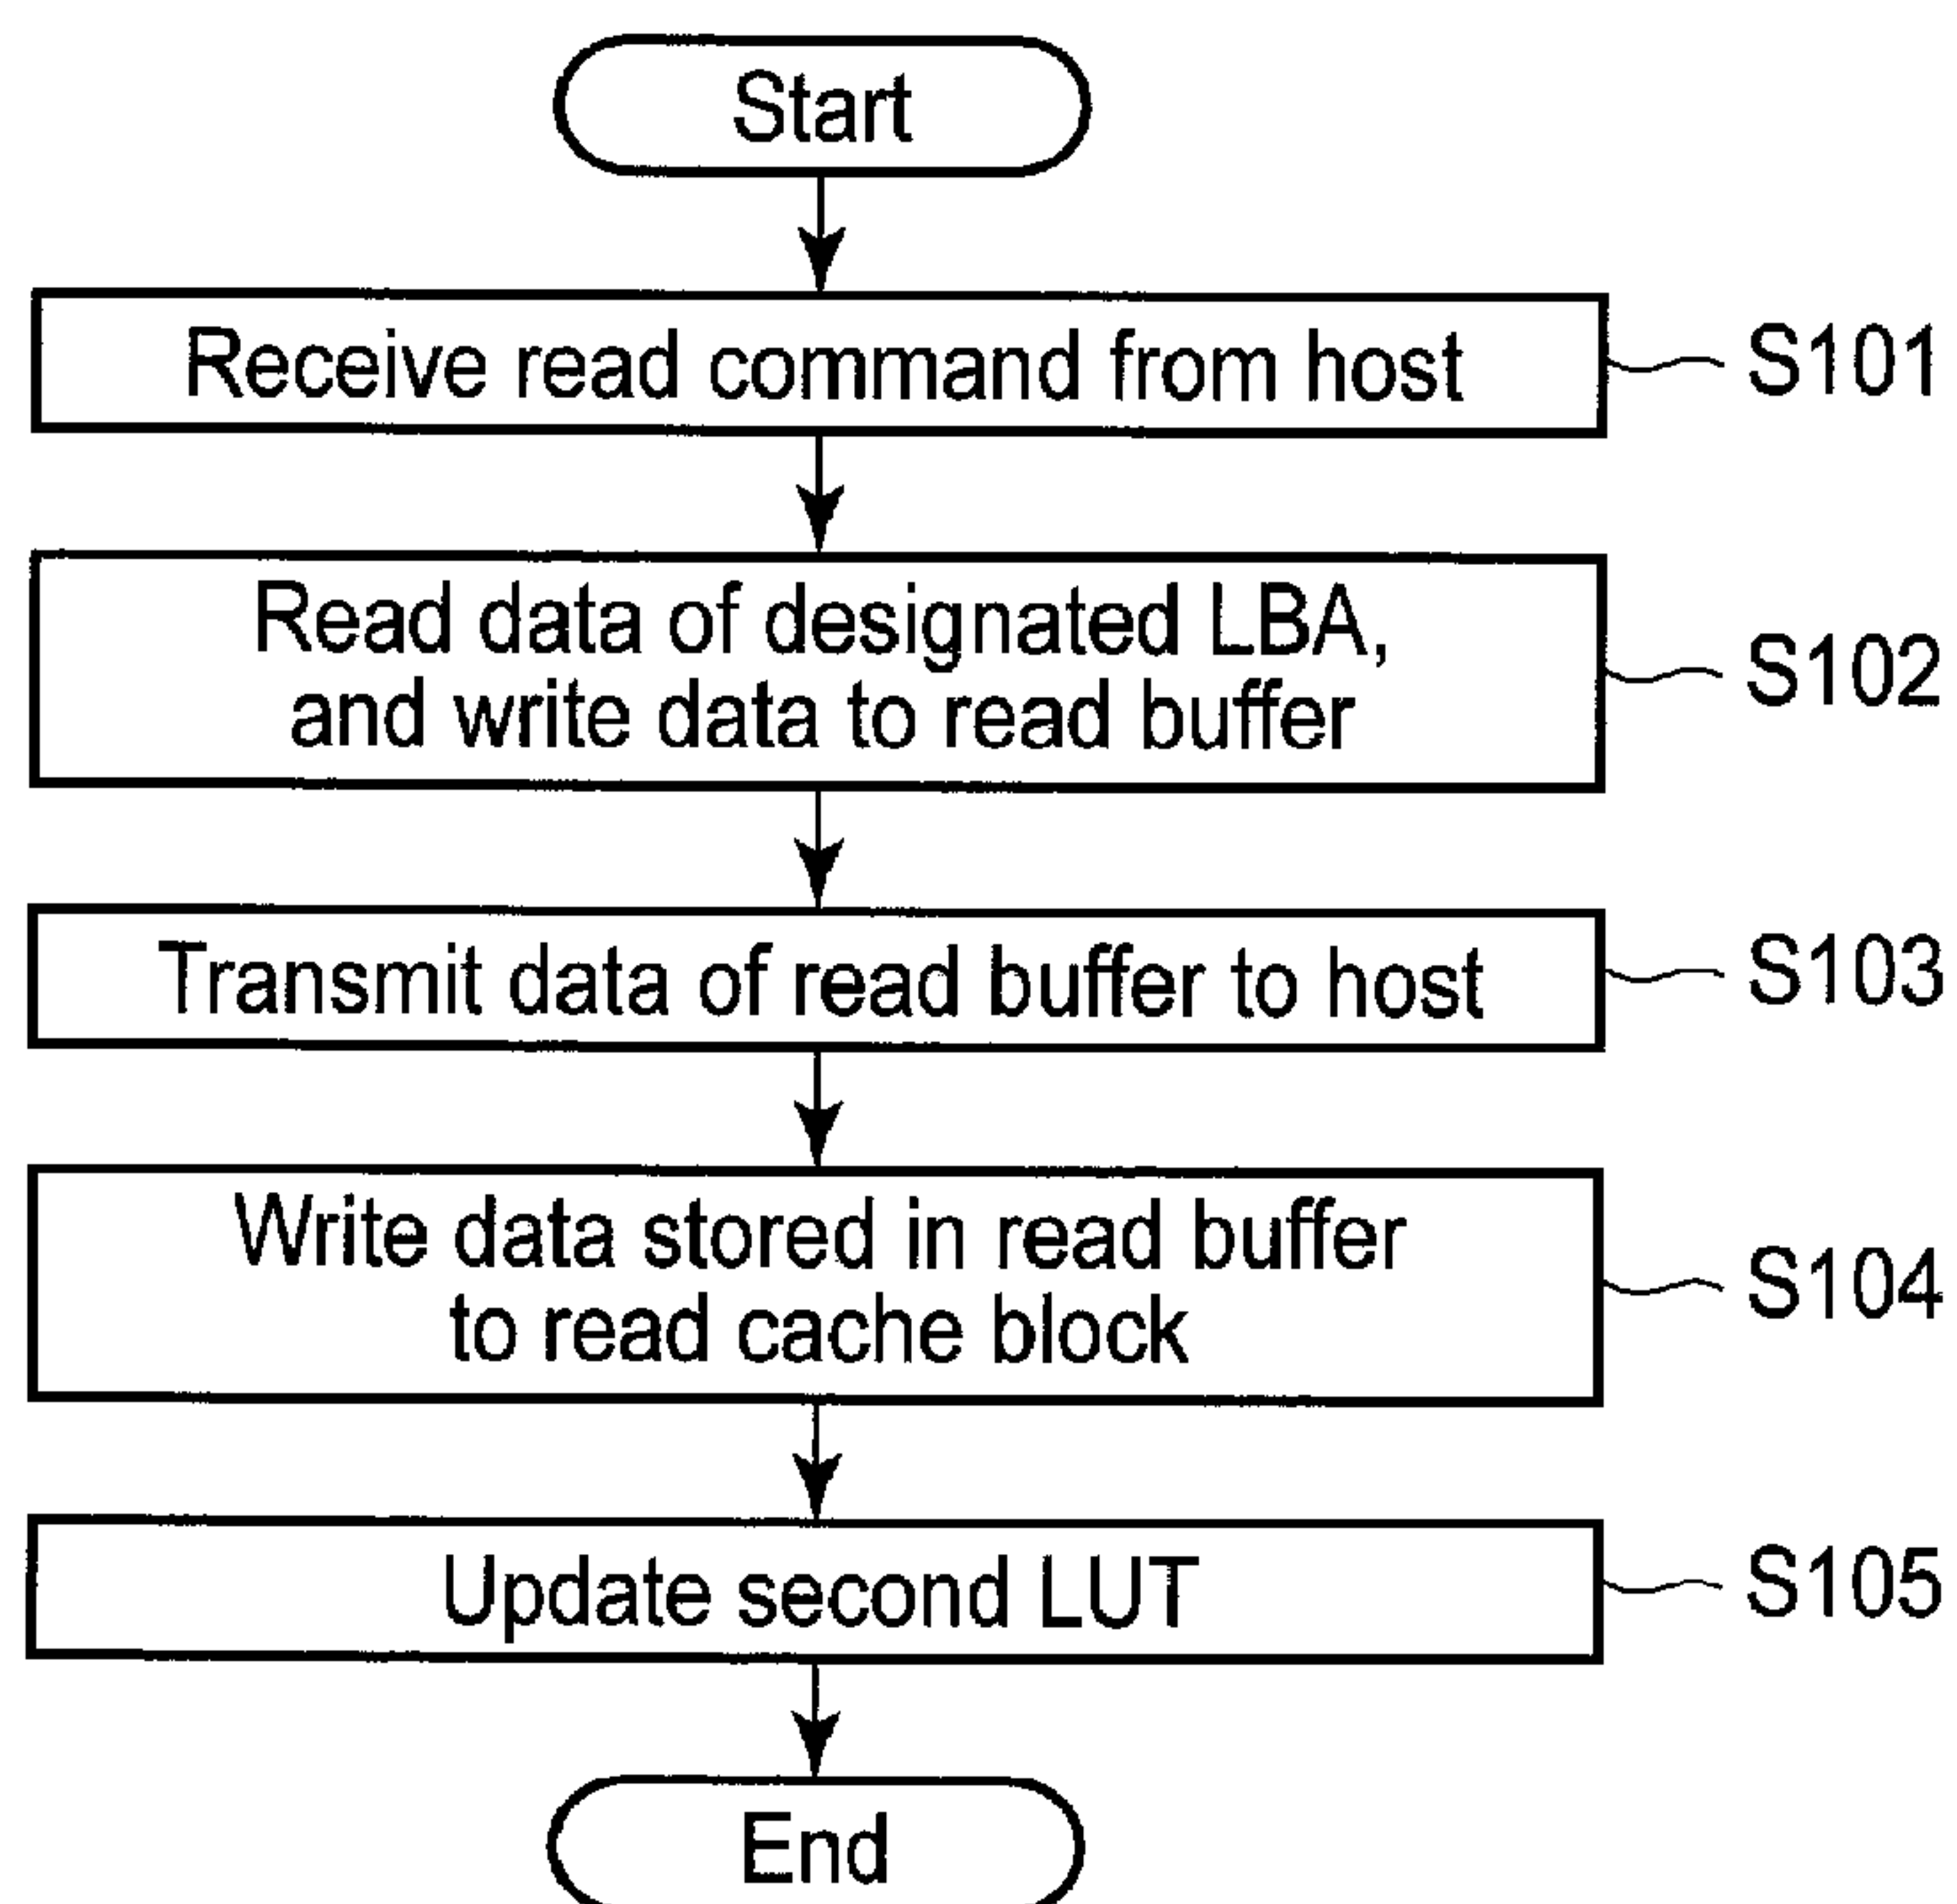 Start
Receive read command from host
S101
Read data of designated LBA,
and write data to read buffer
S102
Transmit data of read buffer to host
S103
Write data stored in read buffer
to read cache block
S104
Update second LUT
S105
End